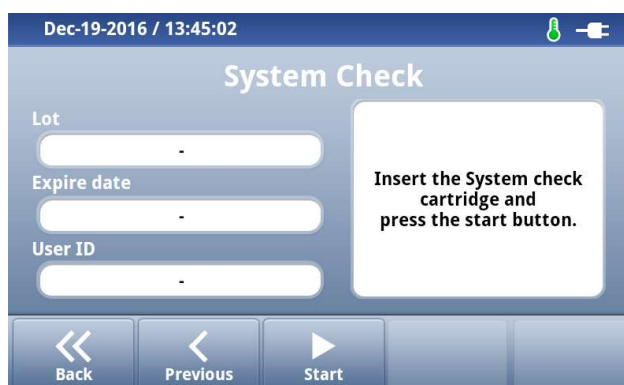 Dec-19-2016 / 13:45:02
System Check
Lot
-
Expire date
-
User ID
-
Insert the System check
cartridge and
press the start button.
Back
Previous
Start